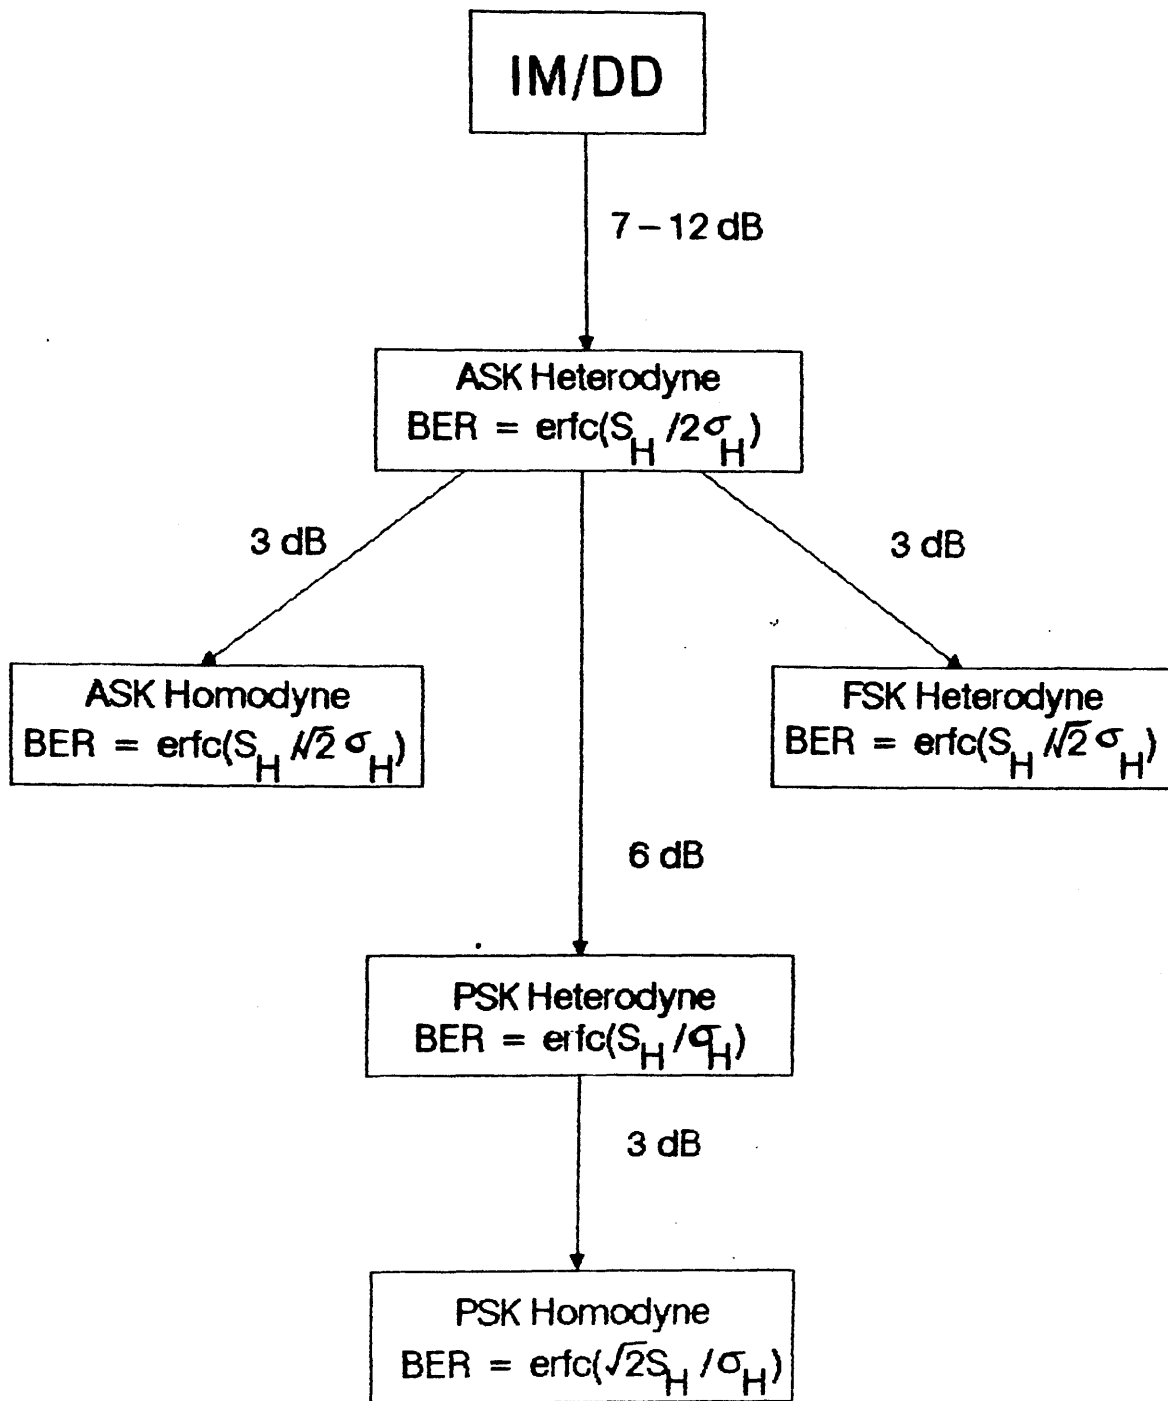 IM/DD
7 – 12 dB
ASK Heterodyne
BER = erfc(S_H /2σ_H)
3 dB
3 dB
ASK Homodyne
BER = erfc(S_H /√2 σ_H)
FSK Heterodyne
BER = erfc(S_H /√2 σ_H)
6 dB
PSK Heterodyne
BER = erfc(S_H /σ_H)
3 dB
PSK Homodyne
BER = erfc(√2S_H /σ_H)